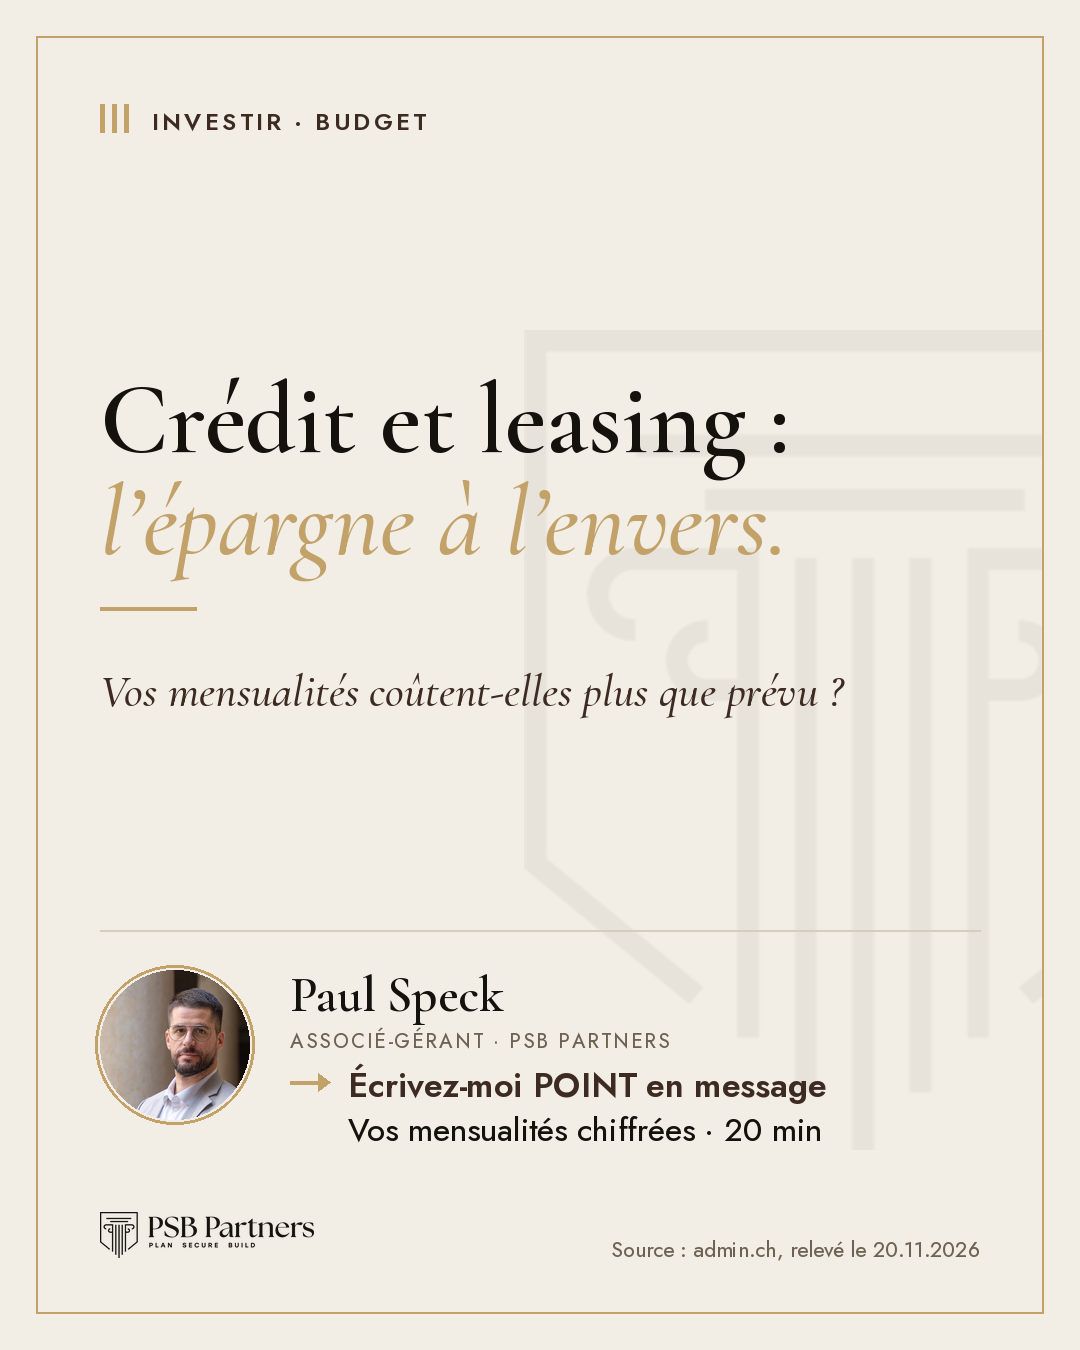 INVESTIR · BUDGET
Crédit et leasing :
l’épargne à l’envers.
Vos mensualités coûtent-elles plus que prévu ?
Paul Speck
ASSOCIÉ-GÉRANT · PSB PARTNERS
Écrivez-moi POINT en message
Vos mensualités chiffrées · 20 min
PSB Partners
PLAN SECURE BUILD
Source : admin.ch, relevé le 20.11.2026